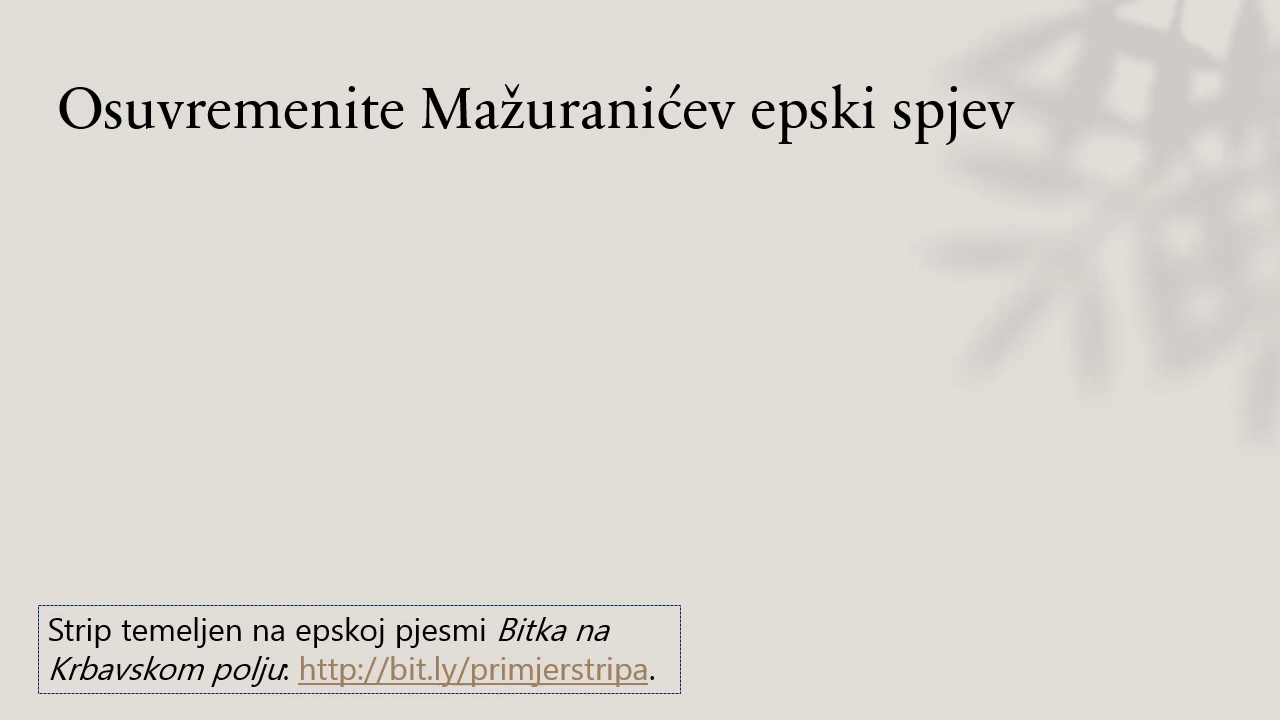 Osuvremenite Mažuranićev epski spjev
Strip temeljen na epskoj pjesmi Bitka na
Krbavskom polju: http://bit.ly/primjerstripa.